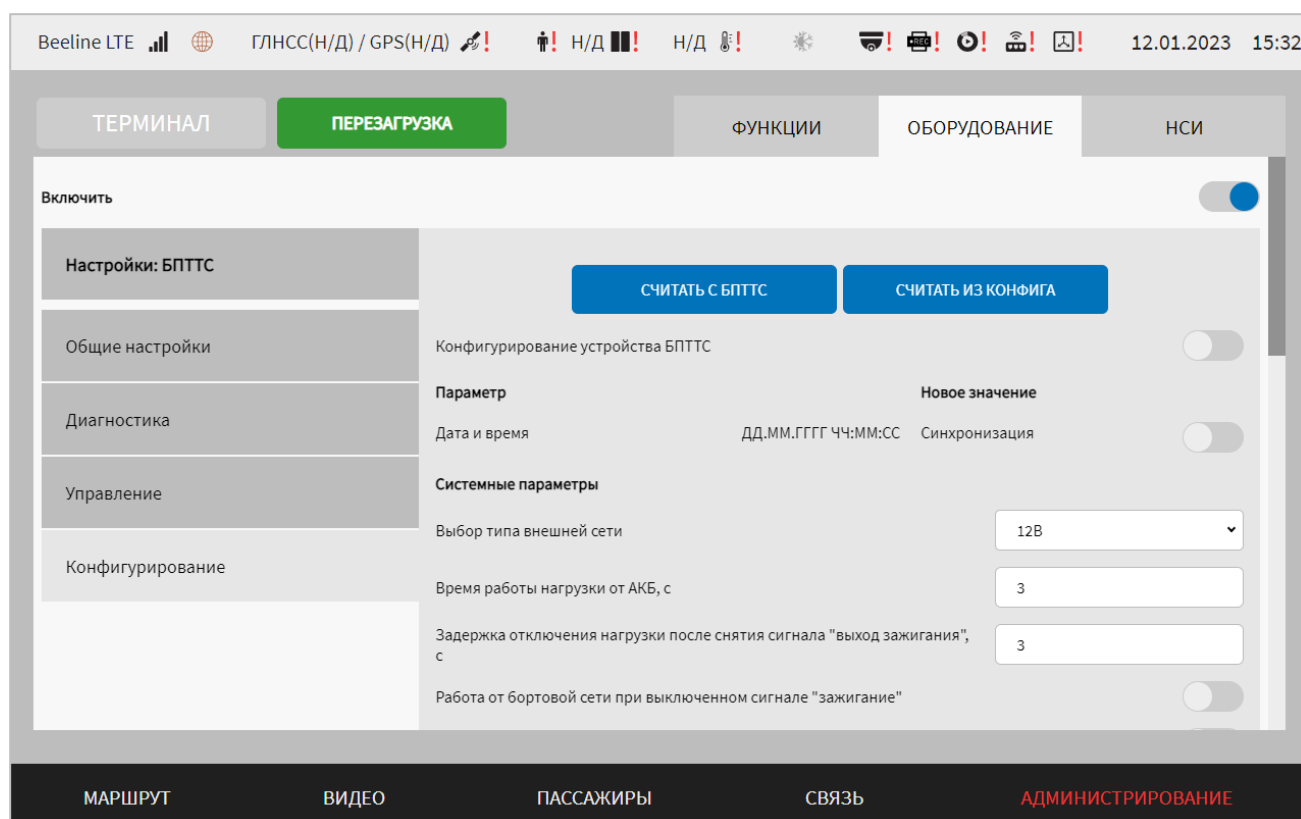 Beeline LTE ГЛНСС(Н/Д) / GPS(Н/Д) ! ! Н/Д ! Н/Д ! ! REC ! ! ! ! 12.01.2023 15:32
ТЕРМИНАЛ ПЕРЕЗАГРУЗКА ФУНКЦИИ ОБОРУДОВАНИЕ НСИ
Включить
Настройки: БПТТС
СЧИТАТЬ С БПТТС СЧИТАТЬ ИЗ КОНФИГА
Общие настройки
Конфигурирование устройства БПТТС
Параметр Новое значение
Диагностика
Дата и время ДД.ММ.ГГГГ ЧЧ:ММ:СС Синхронизация
Управление
Системные параметры
Выбор типа внешней сети 12В
Конфигурирование
Время работы нагрузки от АКБ, с 3
Задержка отключения нагрузки после снятия сигнала "выход зажигания",
с 3
Работа от бортовой сети при выключенном сигнале "зажигание"
МАРШРУТ ВИДЕО ПАССАЖИРЫ СВЯЗЬ АДМИНИСТРИРОВАНИЕ